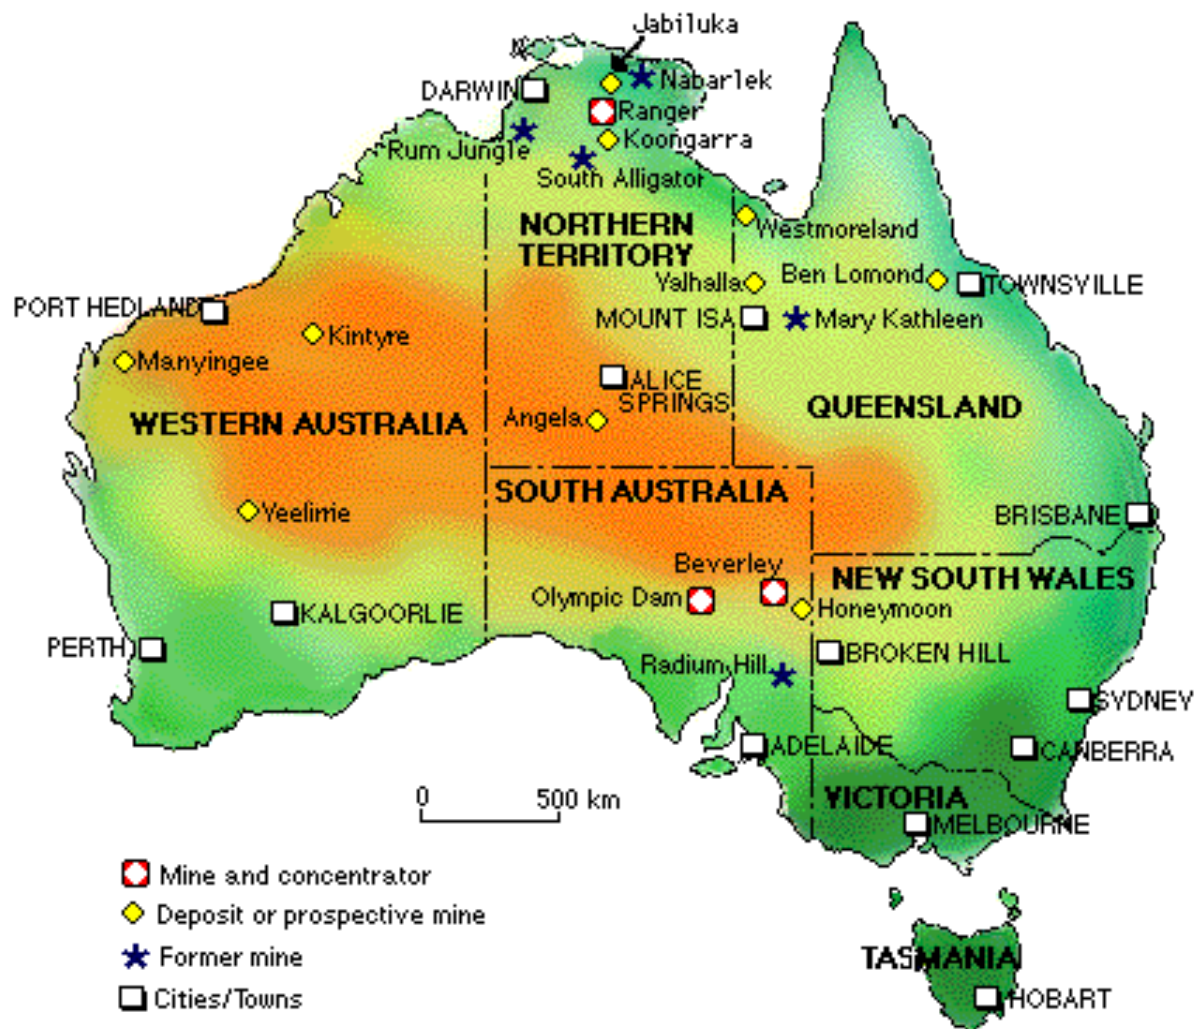 Jabiluka
DARWIN
Nabarlek
Ranger
Rum Jungle
Koongarra
South Alligator
NORTHERN
TERRITORY
Westmoreland
Valhalla
Ben Lomond
TOWNSVILLE
PORT HEDLAND
MOUNT ISA
Mary Kathleen
Kintyre
Manyingee
ALICE
SPRINGS
WESTERN AUSTRALIA
Angela
QUEENSLAND
SOUTH AUSTRALIA
Yeelirrie
BRISBANE
Beverley
NEW SOUTH WALES
Olympic Dam
Honeymoon
KALGOORLIE
PERTH
Radium Hill
BROKEN HILL
SYDNEY
ADELAIDE
CANBERRA
0
500 km
VICTORIA
MELBOURNE
Mine and concentrator
Deposit or prospective mine
Former mine
Cities/Towns
TASMANIA
HOBART